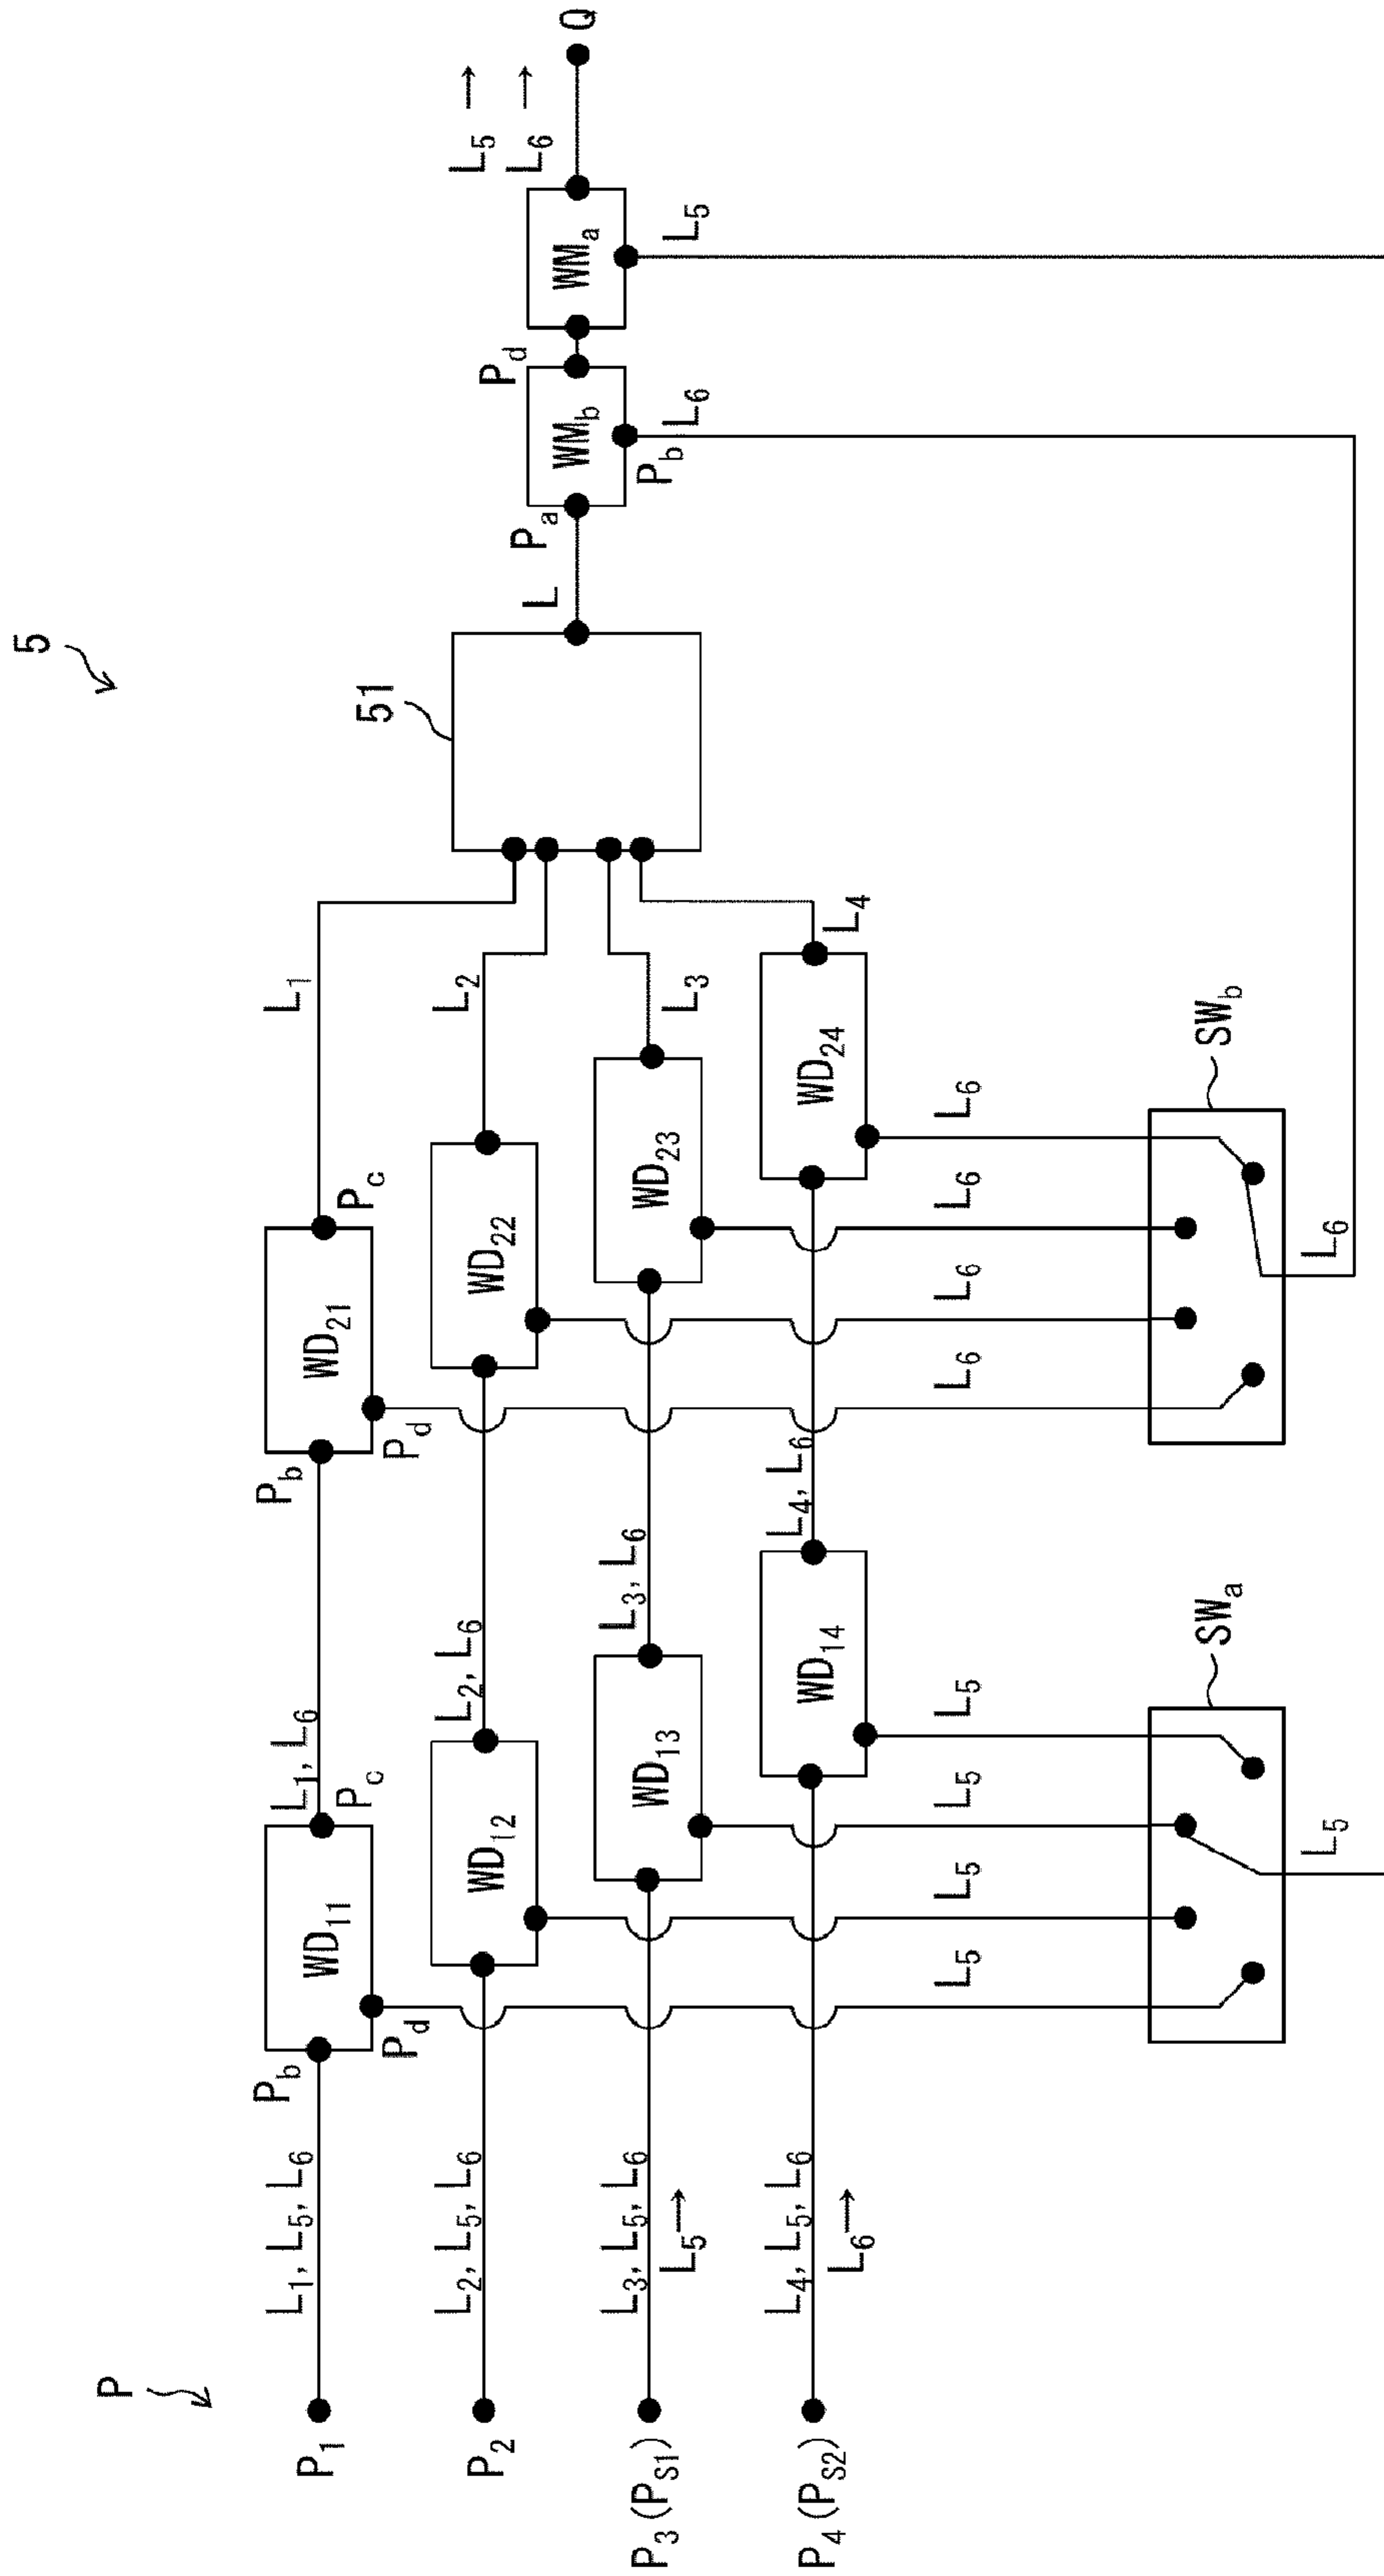 5
P
P1
L1, L5, L6
Pb
WD11
Pd
Pc
L1, L6
Pb
WD21
Pd
Pc
L1
P2
L2, L5, L6
WD12
L2, L6
WD22
L2
P3(PS1)
L3, L5, L6
L5→
WD13
L3, L6
WD23
L3
P4(PS2)
L4, L5, L6
L6→
WD14
L4, L6
WD24
L4
51
L
Pa
WMb
Pb
L6
Pd
WMa
L5
L5 →
L6 →
Q
L5
L5
L5
L5
SWa
L5
L6
L6
L6
L6
SWb
L6